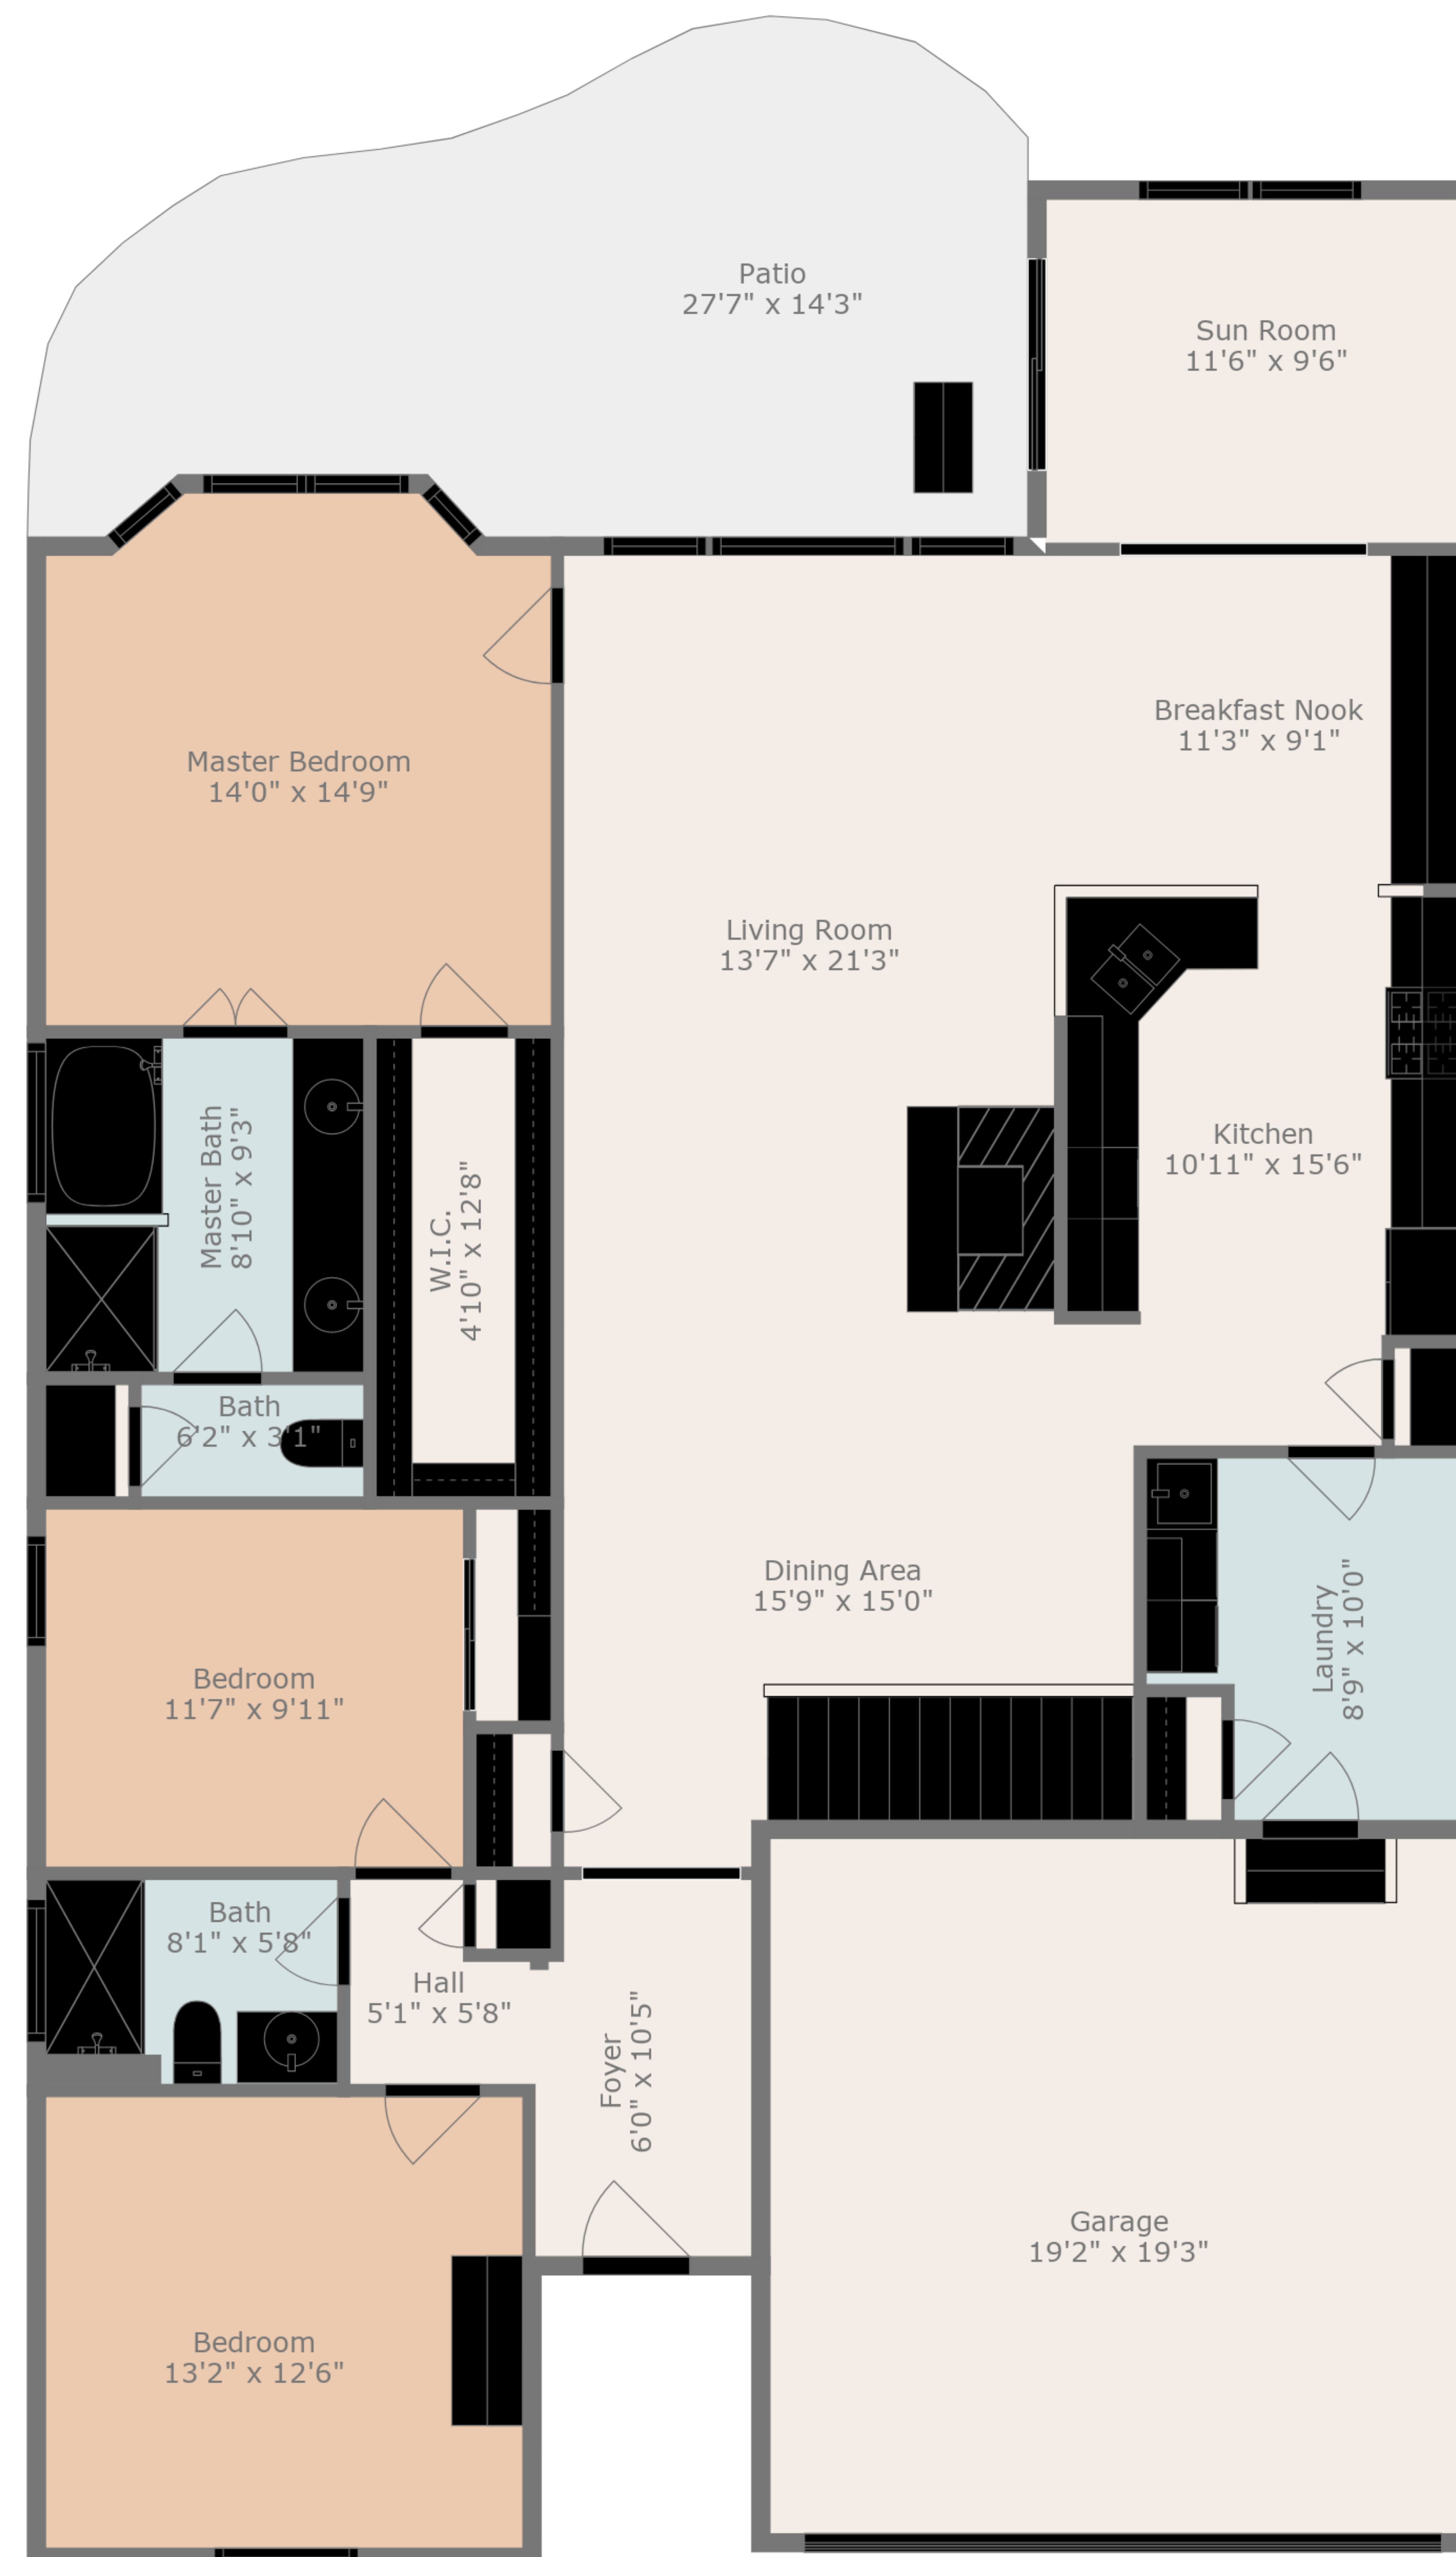 Patio
27'7" x 14'3"
Sun Room
11'6" x 9'6"
Breakfast Nook
11'3" x 9'1"
Master Bedroom
14'0" x 14'9"
Living Room
13'7" x 21'3"
Kitchen
10'11" x 15'6"
Master Bath
8'10" x 9'3"
W.I.C.
4'10" x 12'8"
Bath
6'2" x 3'1"
Dining Area
15'9" x 15'0"
Laundry
8'9" x 10'0"
Bedroom
11'7" x 9'11"
Bath
8'1" x 5'8"
Hall
5'1" x 5'8"
Foyer
6'0" x 10'5"
Garage
19'2" x 19'3"
Bedroom
13'2" x 12'6"